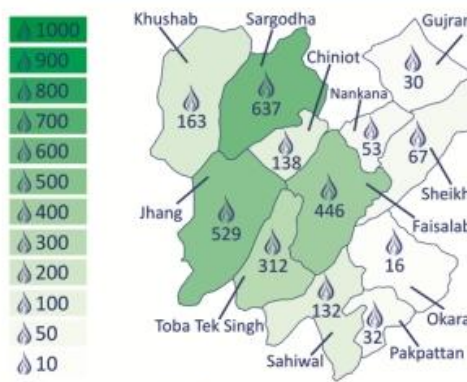 1000
900
800
700
600
500
400
300
200
100
50
10
Khushab
Sargodha
Gujran
Chiniot
Nankana
30
163
637
53
138
67
Sheikh
Jhang
446
Faisalab
529
312
16
132
Okara
Toba Tek Singh
32
Pakpattan
Sahiwal